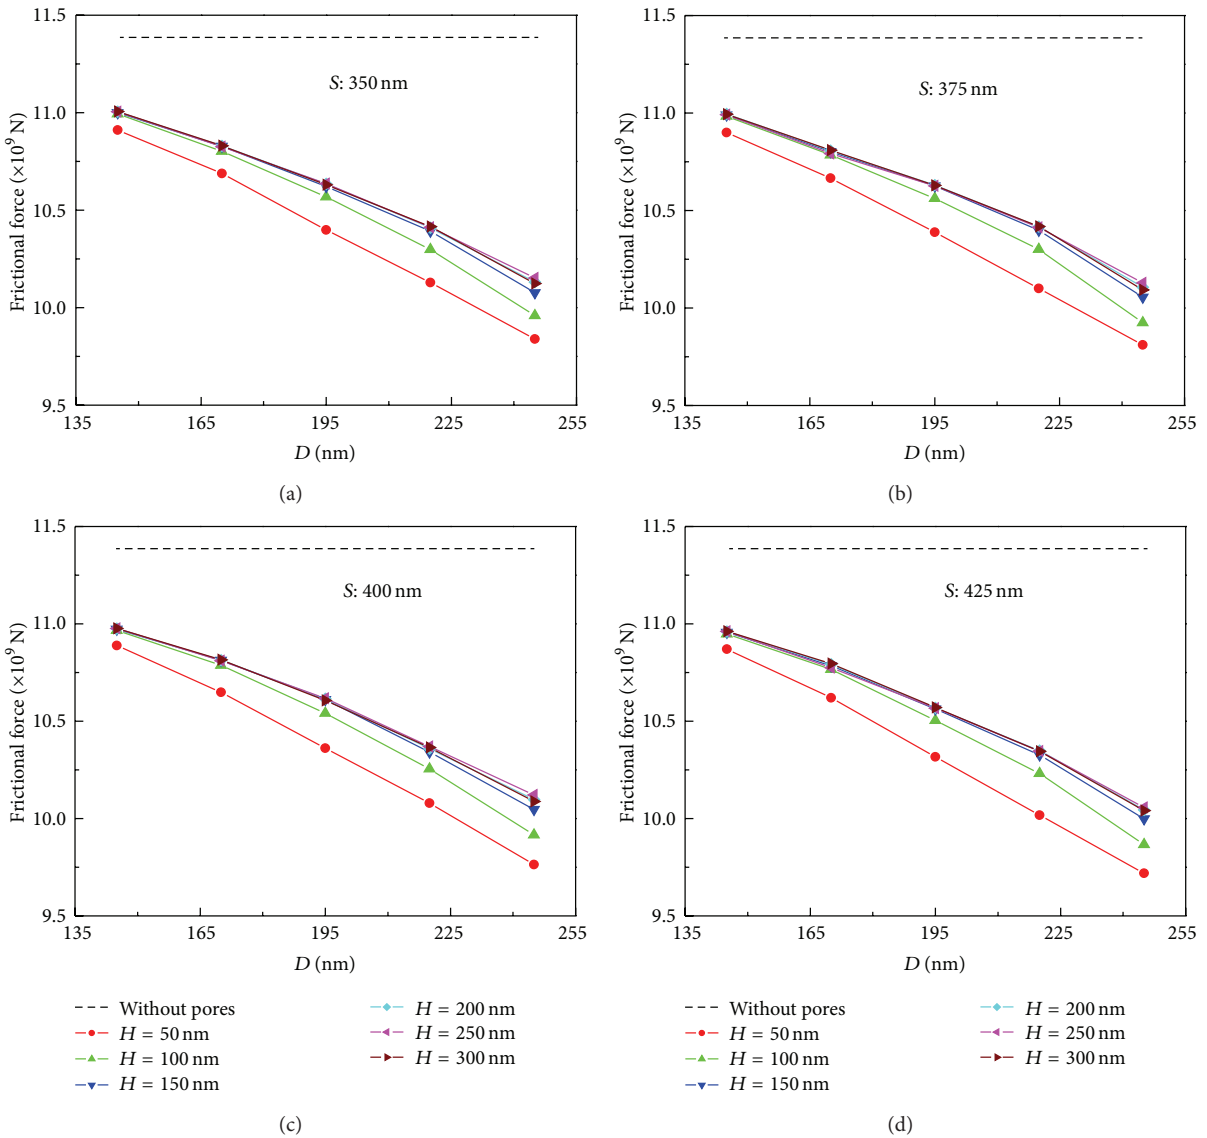 11.5
11.0
10.5
10.0
9.5
Frictional force (×10⁹ N)
S: 350 nm
135 165 195 225 255
D (nm)
(a)
11.5
11.0
10.5
10.0
9.5
Frictional force (×10⁹ N)
S: 375 nm
135 165 195 225 255
D (nm)
(b)
11.5
11.0
10.5
10.0
9.5
Frictional force (×10⁹ N)
S: 400 nm
135 165 195 225 255
D (nm)
Without pores
H = 50 nm
H = 100 nm
H = 150 nm
H = 200 nm
H = 250 nm
H = 300 nm
(c)
11.5
11.0
10.5
10.0
9.5
Frictional force (×10⁹ N)
S: 425 nm
135 165 195 225 255
D (nm)
Without pores
H = 50 nm
H = 100 nm
H = 150 nm
H = 200 nm
H = 250 nm
H = 300 nm
(d)